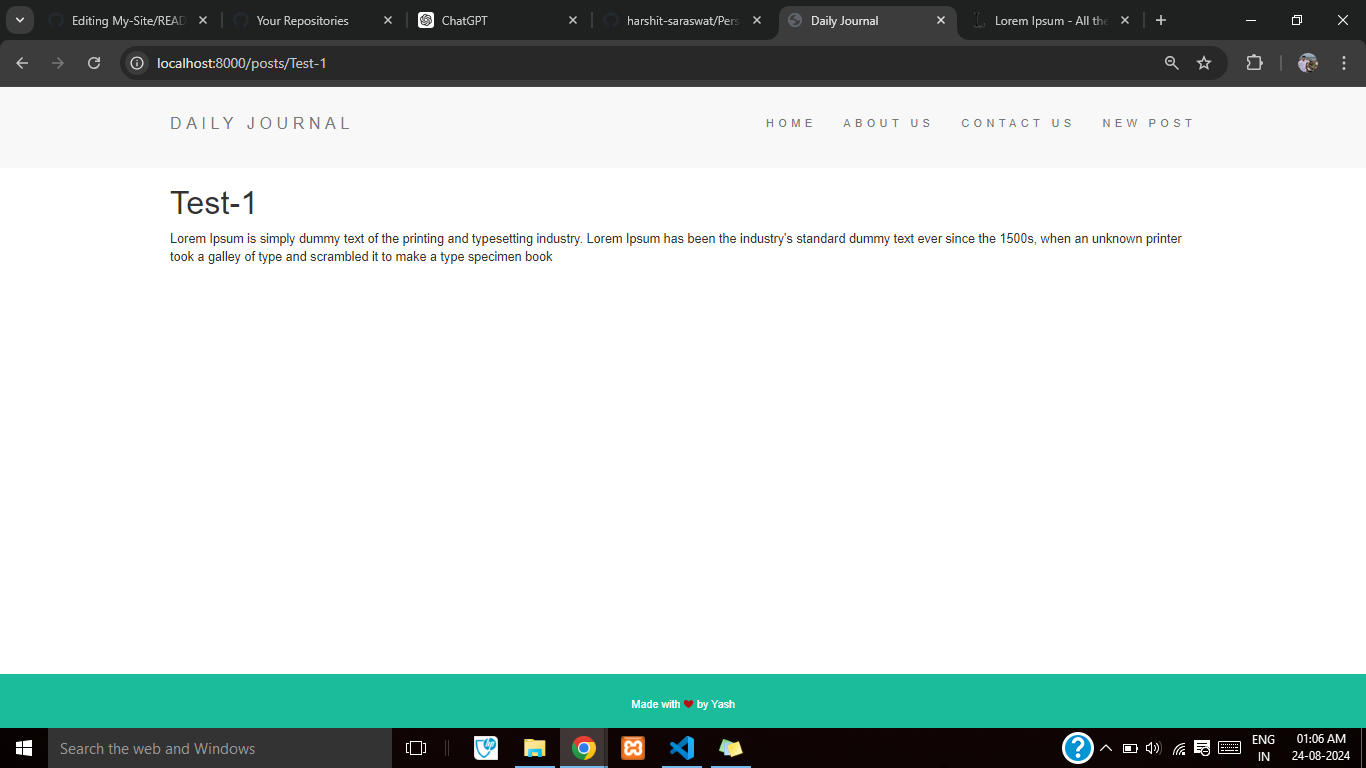 Editing My-Site/READ
Your Repositories
ChatGPT
harshit-saraswat/Pers
Daily Journal
Lorem Ipsum - All the
localhost:8000/posts/Test-1
DAILY JOURNAL
HOME
ABOUT US
CONTACT US
NEW POST
Test-1
Lorem Ipsum is simply dummy text of the printing and typesetting industry. Lorem Ipsum has been the industry's standard dummy text ever since the 1500s, when an unknown printer
took a galley of type and scrambled it to make a type specimen book
Made with ❤ by Yash
Search the web and Windows
ENG
IN
01:06 AM
24-08-2024